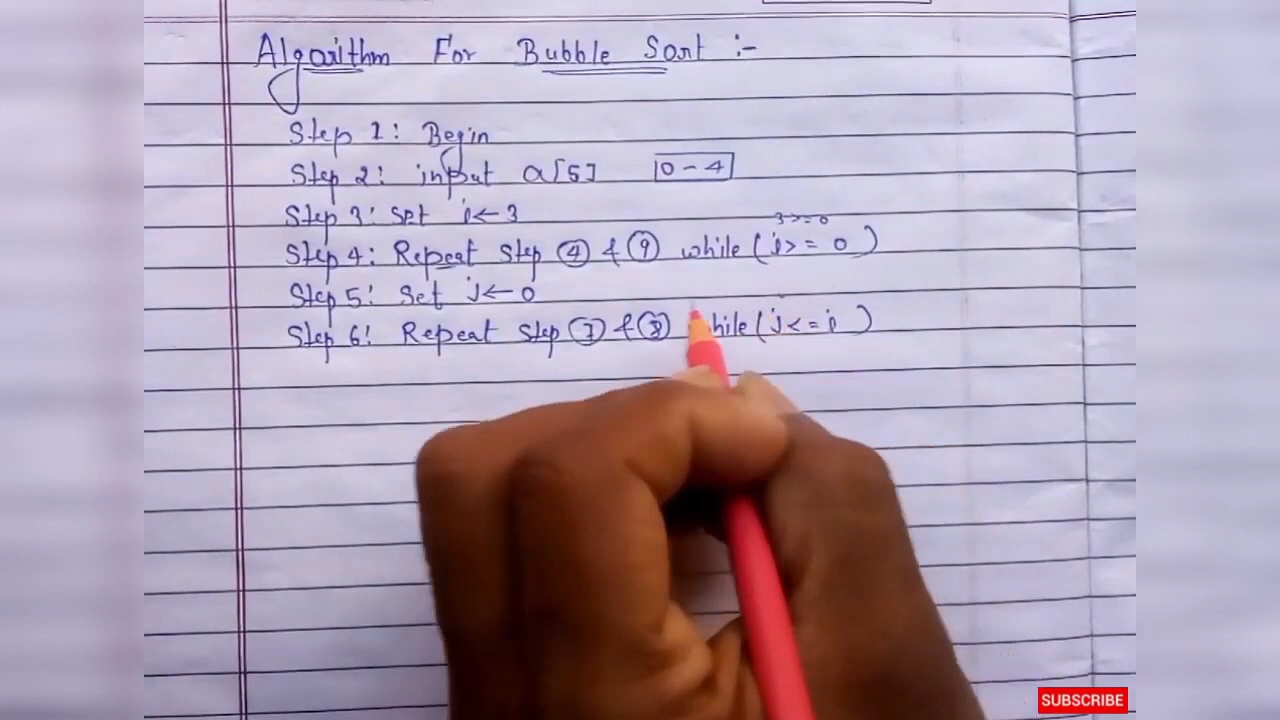 Algorithm For Bubble Sort :-
Step 1: Begin
Step 2: input a[5] 0-4
Step 3: Set i←3
3>=0
Step 4: Repeat Step 4 & 9 while(i>=0)
Step 5: Set j←0
Step 6: Repeat Step 7 & 8 while(j<=i)
SUBSCRIBE